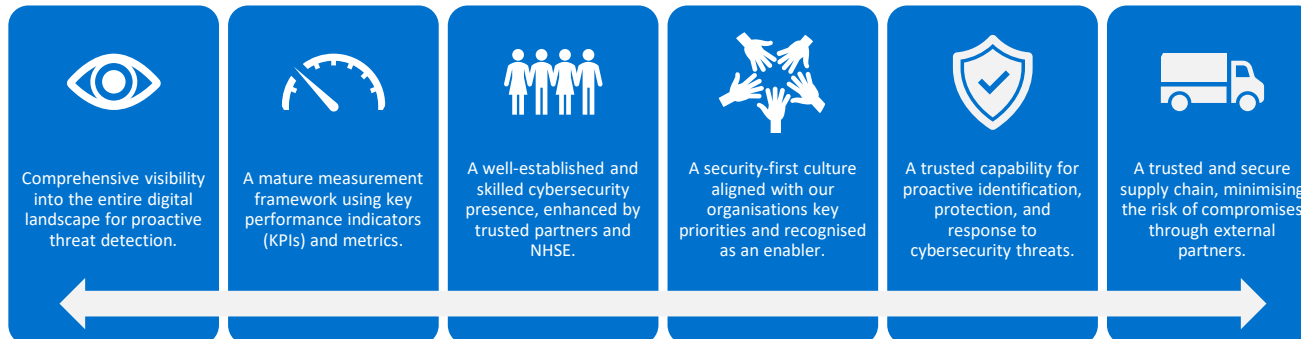 Comprehensive visibility
into the entire digital
landscape for proactive
threat detection.
A mature measurement
framework using key
performance indicators
(KPIs) and metrics.
A well-established and
skilled cybersecurity
presence, enhanced by
trusted partners and
NHSE.
A security-first culture
aligned with our
organisations key
priorities and recognised
as an enabler.
A trusted capability for
proactive identification,
protection, and
response to
cybersecurity threats.
A trusted and secure
supply chain, minimising
the risk of compromises
through external
partners.